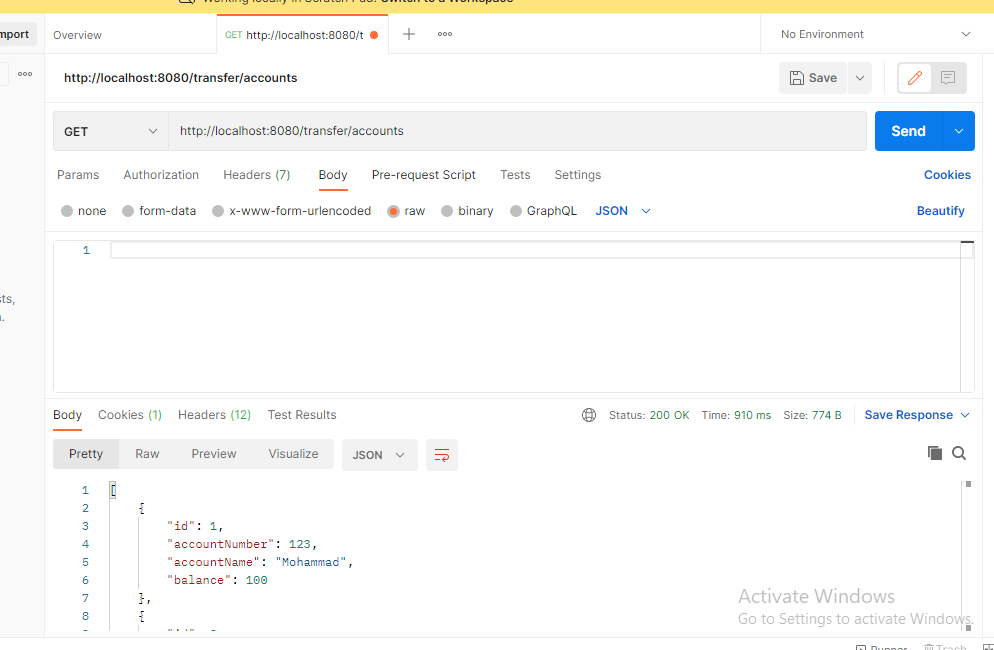 Working locally in Scratch Pad. Switch to a Workspace
mport
Overview
GET http://localhost:8080/t
No Environment
http://localhost:8080/transfer/accounts
Save
GET
http://localhost:8080/transfer/accounts
Send
Params Authorization Headers (7) Body Pre-request Script Tests Settings Cookies
none form-data x-www-form-urlencoded raw binary GraphQL JSON Beautify
1
sts,
Body Cookies (1) Headers (12) Test Results Status: 200 OK Time: 910 ms Size: 774 B Save Response
Pretty Raw Preview Visualize JSON
1 [
2 {
3 "id": 1,
4 "accountNumber": 123,
5 "accountName": "Mohammad",
6 "balance": 100
7 },
8 {
Activate Windows
Go to Settings to activate Windows.
Runner Trash